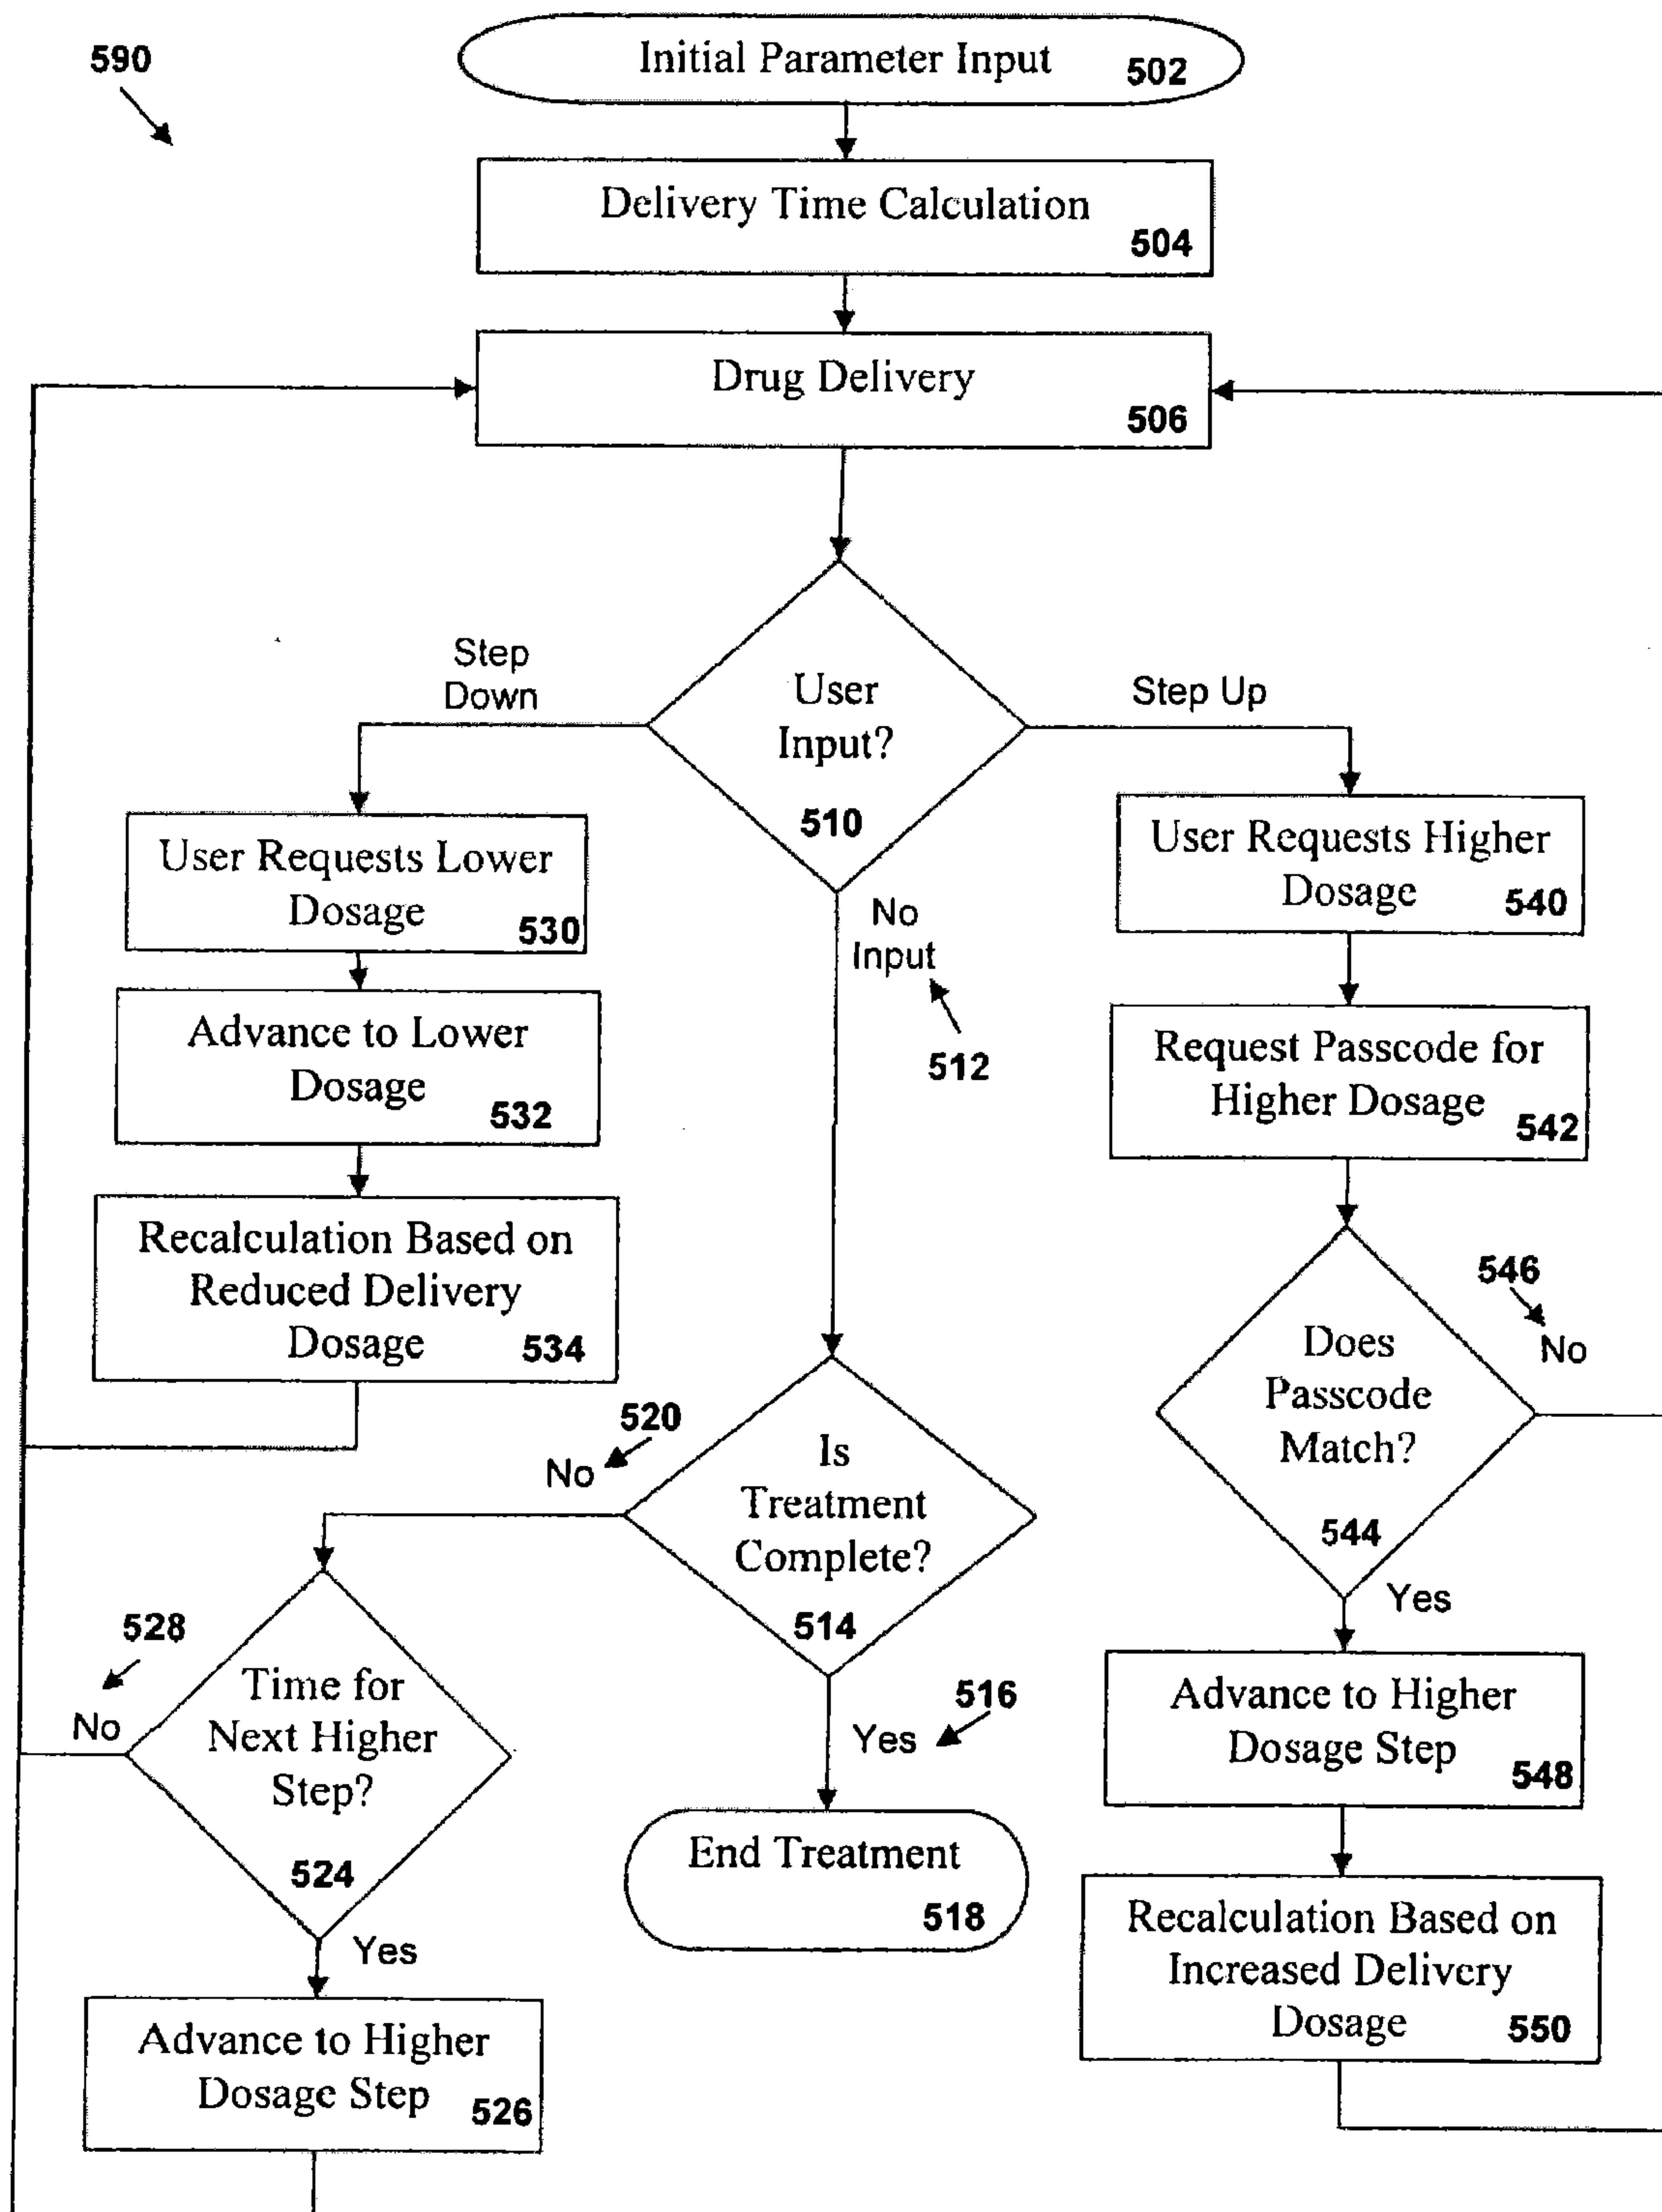 590
Initial Parameter Input 502
Delivery Time Calculation
504
Drug Delivery
506
Step
Down
User
Input?
510
Step Up
User Requests Lower
Dosage 530
Advance to Lower
Dosage
532
Recalculation Based on
Reduced Delivery
Dosage 534
No
Input
512
User Requests Higher
Dosage 540
Request Passcode for
Higher Dosage 542
546
No
Does
Passcode
Match?
544
Yes
520
No
Is
Treatment
Complete?
514
516
Yes
End Treatment
518
528
No
Time for
Next Higher
Step?
524
Yes
Advance to Higher
Dosage Step 526
Advance to Higher
Dosage Step 548
Recalculation Based on
Increased Delivery
Dosage 550